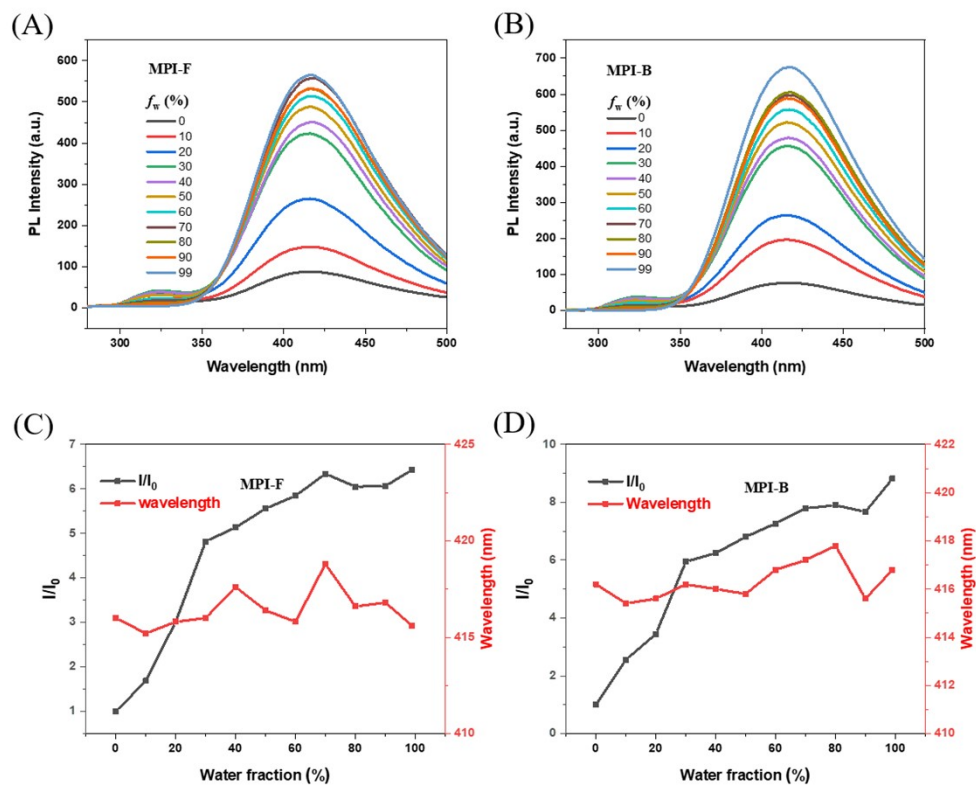 (A)
600
500
400
300
200
100
0
PL Intensity (a.u.)
MPI-F
fw (%)
0
10
20
30
40
50
60
70
80
90
99
300 350 400 450 500
Wavelength (nm)
(B)
700
600
500
400
300
200
100
0
PL Intensity (a.u.)
MPI-B
fw (%)
0
10
20
30
40
50
60
70
80
90
99
300 350 400 450 500
Wavelength (nm)
(C)
7
6
5
4
3
2
1
I/I0
I/I0
wavelength
MPI-F
425
420
415
410
Wavelength (nm)
0 20 40 60 80 100
Water fraction (%)
(D)
10
8
6
4
2
0
I/I0
I/I0
Wavelength
MPI-B
422
420
418
416
414
412
410
Wavelength (nm)
0 20 40 60 80 100
Water fraction (%)